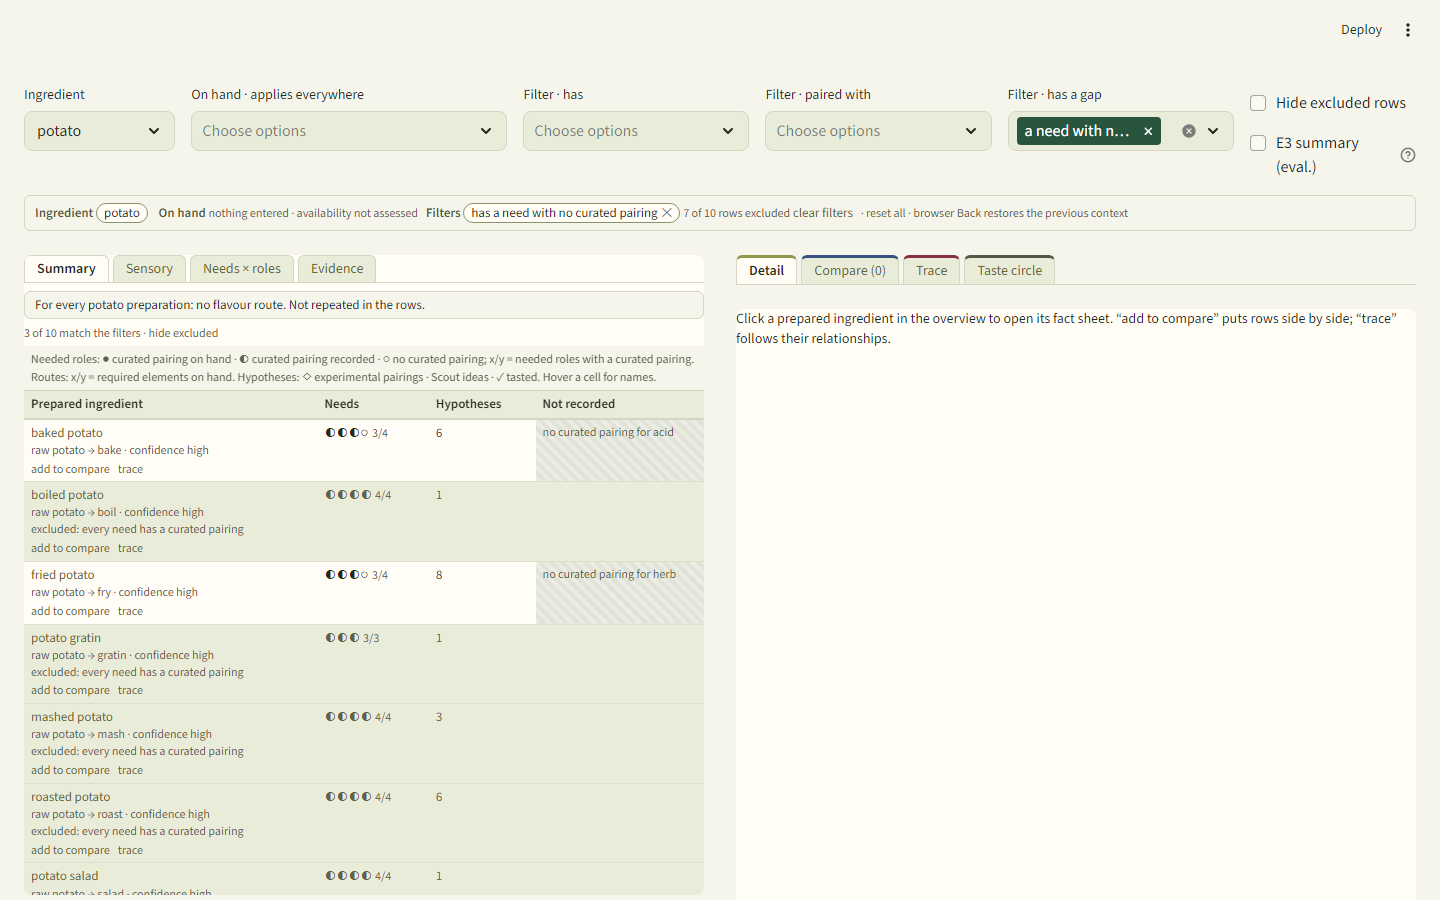 Deploy
Ingredient
On hand · applies everywhere
Filter · has
Filter · paired with
Filter · has a gap
potato
Choose options
Choose options
Choose options
a need with n…
Hide excluded rows
E3 summary
(eval.)
Ingredient potato On hand nothing entered · availability not assessed Filters has a need with no curated pairing 7 of 10 rows excluded clear filters · reset all · browser Back restores the previous context
Summary
Sensory
Needs × roles
Evidence
For every potato preparation: no flavour route. Not repeated in the rows.
3 of 10 match the filters · hide excluded
Needed roles: ● curated pairing on hand · ◐ curated pairing recorded · ○ no curated pairing; x/y = needed roles with a curated pairing.
Routes: x/y = required elements on hand. Hypotheses: ◇ experimental pairings · Scout ideas · ✓ tasted. Hover a cell for names.
Prepared ingredient Needs Hypotheses Not recorded
baked potato ◐◐◐○ 3/4 6 no curated pairing for acid
raw potato → bake · confidence high
add to compare trace
boiled potato ◐◐◐◐ 4/4 1
raw potato → boil · confidence high
excluded: every need has a curated pairing
add to compare trace
fried potato ◐◐◐○ 3/4 8 no curated pairing for herb
raw potato → fry · confidence high
add to compare trace
potato gratin ◐◐◐ 3/3 1
raw potato → gratin · confidence high
excluded: every need has a curated pairing
add to compare trace
mashed potato ◐◐◐◐ 4/4 3
raw potato → mash · confidence high
excluded: every need has a curated pairing
add to compare trace
roasted potato ◐◐◐◐ 4/4 6
raw potato → roast · confidence high
excluded: every need has a curated pairing
add to compare trace
potato salad ◐◐◐◐ 4/4 1
raw potato → salad · confidence high
Detail
Compare (0)
Trace
Taste circle
Click a prepared ingredient in the overview to open its fact sheet. “add to compare” puts rows side by side; “trace”
follows their relationships.